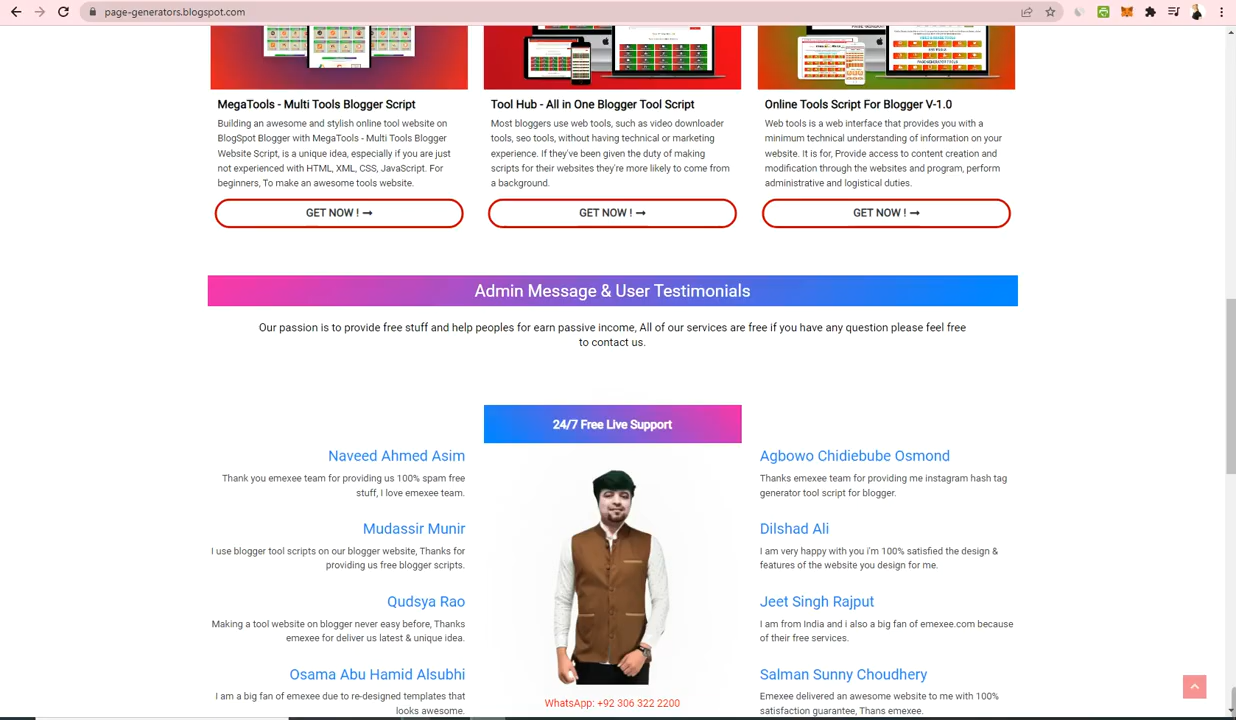 page-generators.blogspot.com
MegaTools - Multi Tools Blogger Script
Building an awesome and stylish online tool website on
BlogSpot Blogger with MegaTools - Multi Tools Blogger
Website Script, is a unique idea, especially if you are just
not experienced with HTML, XML, CSS, JavaScript. For
beginners, To make an awesome tools website.
GET NOW ! →
Tool Hub - All in One Blogger Tool Script
Most bloggers use web tools, such as video downloader
tools, seo tools, without having technical or marketing
experience. If they've been given the duty of making
scripts for their websites they're more likely to come from
a background.
GET NOW ! →
Online Tools Script For Blogger V-1.0
Web tools is a web interface that provides you with a
minimum technical understanding of information on your
website. It is for, Provide access to content creation and
modification through the websites and program, perform
administrative and logistical duties.
GET NOW ! →
Admin Message & User Testimonials
Our passion is to provide free stuff and help peoples for earn passive income, All of our services are free if you have any question please feel free
to contact us.
Naveed Ahmed Asim
Thank you emexee team for providing us 100% spam free
stuff, I love emexee team.
Mudassir Munir
I use blogger tool scripts on our blogger website, Thanks for
providing us free blogger scripts.
Qudsya Rao
Making a tool website on blogger never easy before, Thanks
emexee for deliver us latest & unique idea.
Osama Abu Hamid Alsubhi
I am a big fan of emexee due to re-designed templates that
looks awesome.
24/7 Free Live Support
WhatsApp: +92 306 322 2200
Agbowo Chidiebube Osmond
Thanks emexee team for providing me instagram hash tag
generator tool script for blogger.
Dilshad Ali
I am very happy with you i'm 100% satisfied the design &
features of the website you design for me.
Jeet Singh Rajput
I am from India and i also a big fan of emexee.com because
of their free services.
Salman Sunny Choudhery
Emexee delivered an awesome website to me with 100%
satisfaction guarantee, Thans emexee.